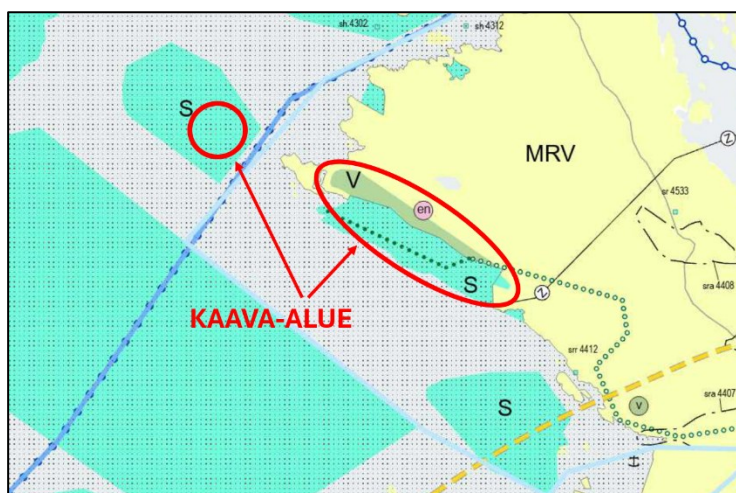 sh 4302
sh 4312
S
MRV
Z
V
en
sr 4533
sra 4408
S
Z
KAAVA-ALUE
srr 4412
sra 4407
v
S